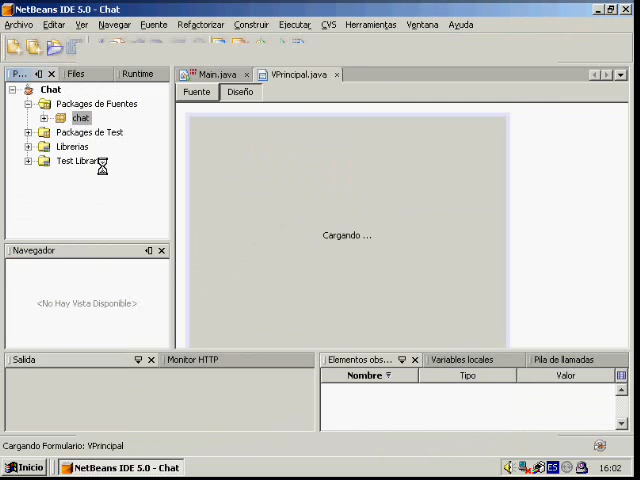 NetBeans IDE 5.0 - Chat
Archivo Editar Ver Navegar Fuente Refactorizar Construir Ejecutar CVS Herramientas Ventana Ayuda
P... Files Runtime
Main.java VPrincipal.java
Fuente Diseño
Chat
Packages de Fuentes
chat
Packages de Test
Librerias
Test Librar
Cargando ...
Navegador
<No Hay Vista Disponible>
Salida Monitor HTTP
Elementos obs... Variables locales Pila de llamadas
Nombre Tipo Valor
Cargando Formulario: VPrincipal
Inicio NetBeans IDE 5.0 - Chat ES 16:02